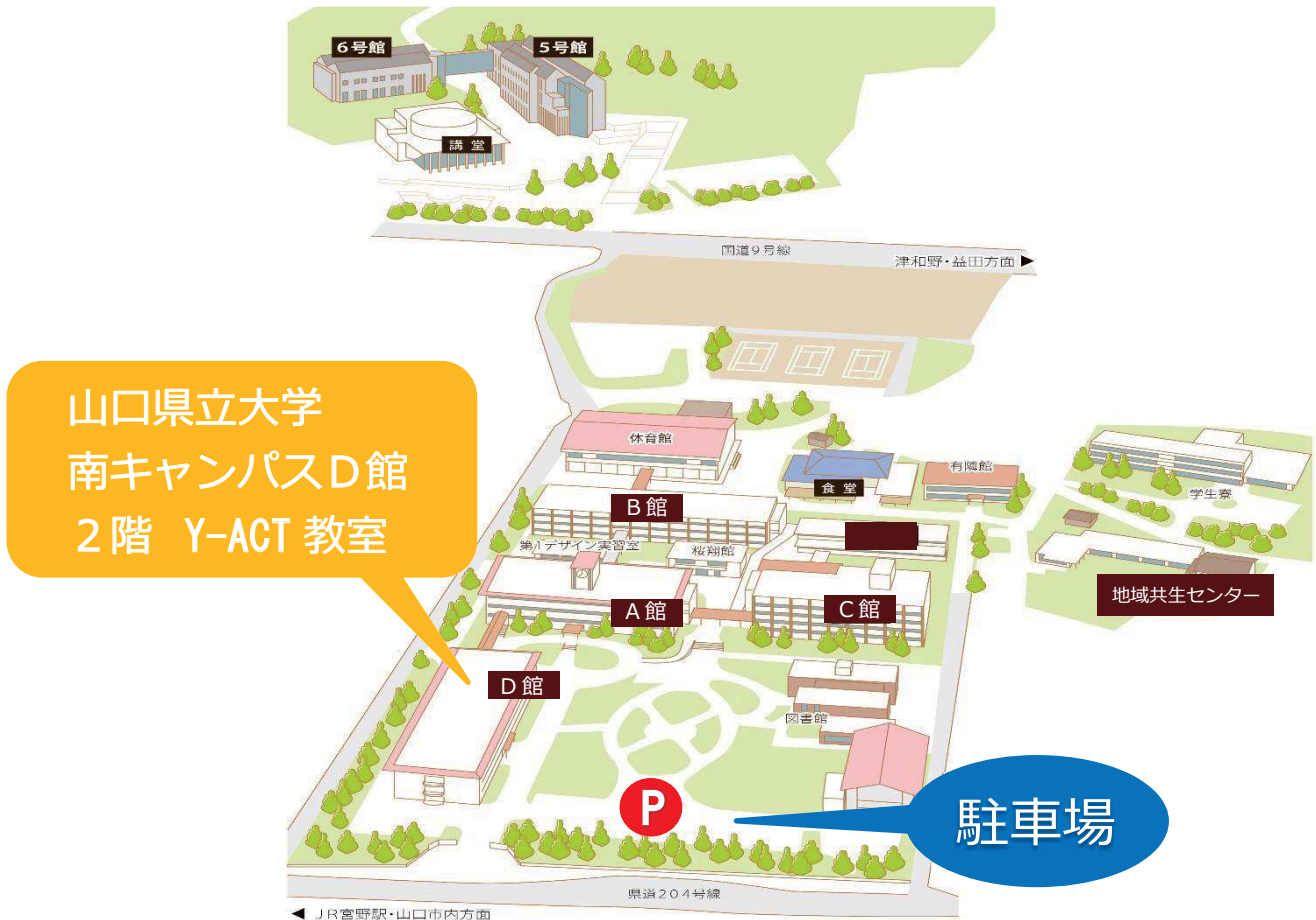 6号館
5号館
講堂
国道9号線
津和野・益田方面 ▶
山口県立大学
南キャンパスD館
2階 Y-ACT 教室
体育館
食堂
有隣館
学生寮
B館
第1デザイン実習室
桜翔館
A館
C館
地域共生センター
D館
図書館
P
駐車場
県道204号線
◀ JR宮野駅・山口市内方面